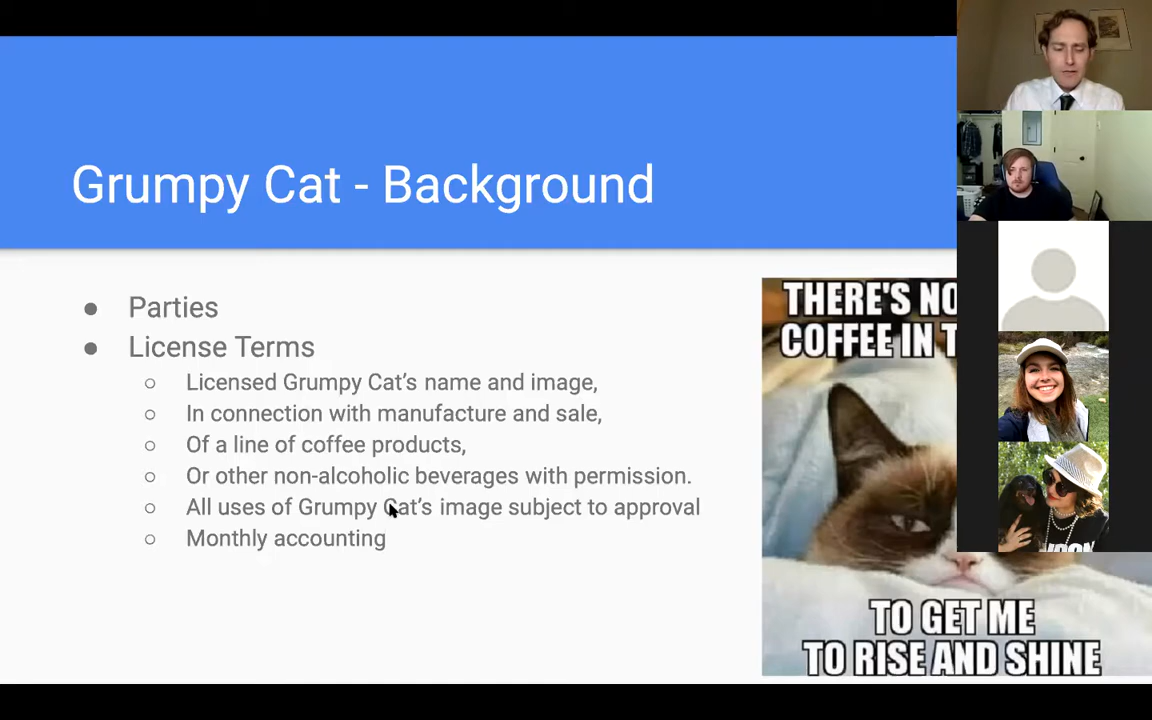 Grumpy Cat - Background
Parties
License Terms
Licensed Grumpy Cat's name and image,
In connection with manufacture and sale,
Of a line of coffee products,
Or other non-alcoholic beverages with permission.
All uses of Grumpy Cat's image subject to approval
Monthly accounting
THERE'S NO
COFFEE IN T
TO GET ME
TO RISE AND SHINE